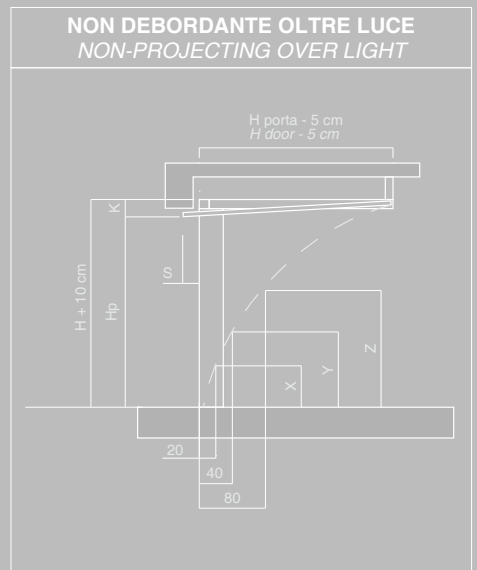 NON DEBORDANTE OLTRE LUCE
NON-PROJECTING OVER LIGHT
H porta - 5 cm
H door - 5 cm
K
S
H + 10 cm
Hp
Z
Y
X
20
40
80